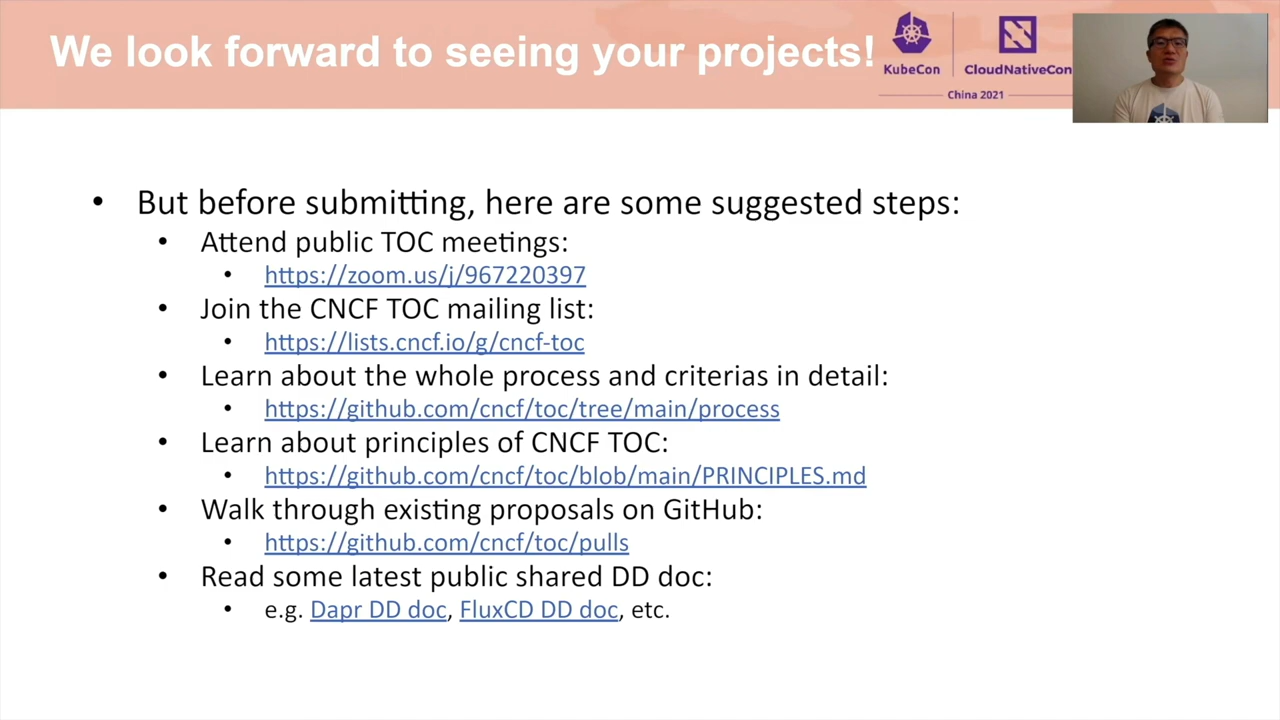 We look forward to seeing your projects!
KubeCon
CloudNativeCon
China 2021
• But before submitting, here are some suggested steps:
• Attend public TOC meetings:
• https://zoom.us/j/967220397
• Join the CNCF TOC mailing list:
• https://lists.cncf.io/g/cncf-toc
• Learn about the whole process and criterias in detail:
• https://github.com/cncf/toc/tree/main/process
• Learn about principles of CNCF TOC:
• https://github.com/cncf/toc/blob/main/PRINCIPLES.md
• Walk through existing proposals on GitHub:
• https://github.com/cncf/toc/pulls
• Read some latest public shared DD doc:
• e.g. Dapr DD doc, FluxCD DD doc, etc.